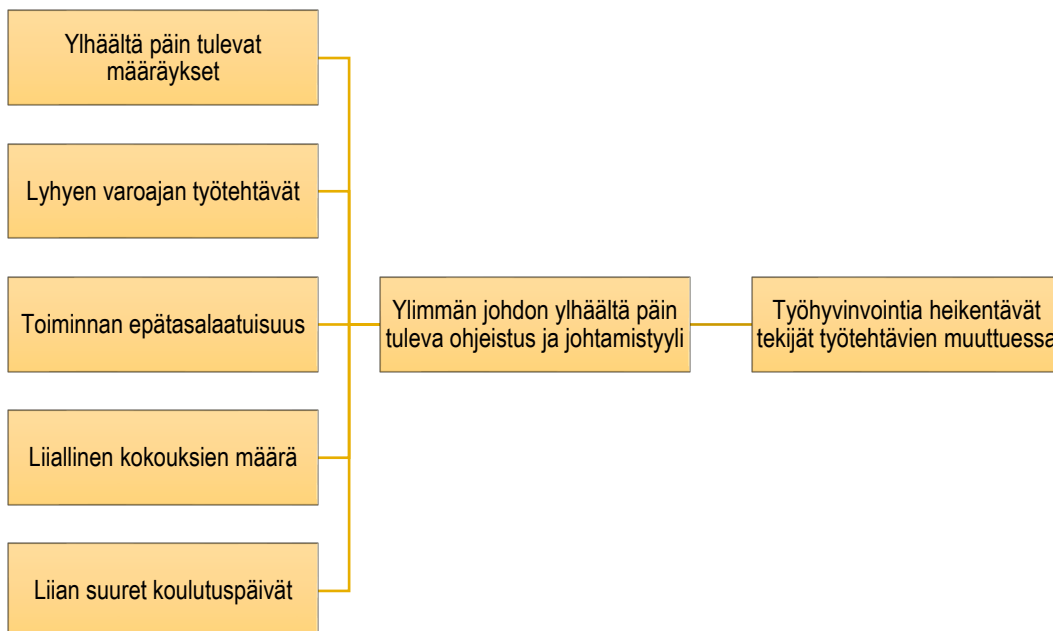 Ylhäältä päin tulevat
määräykset
Lyhyen varoajan työtehtävät
Toiminnan epätasalaatuisuus
Liiallinen kokouksien määrä
Liian suuret koulutuspäivät
Ylimmän johdon ylhäältä päin
tuleva ohjeistus ja johtamistyyli
Työhyvinvointia heikentävät
tekijät työtehtävien muuttuessa